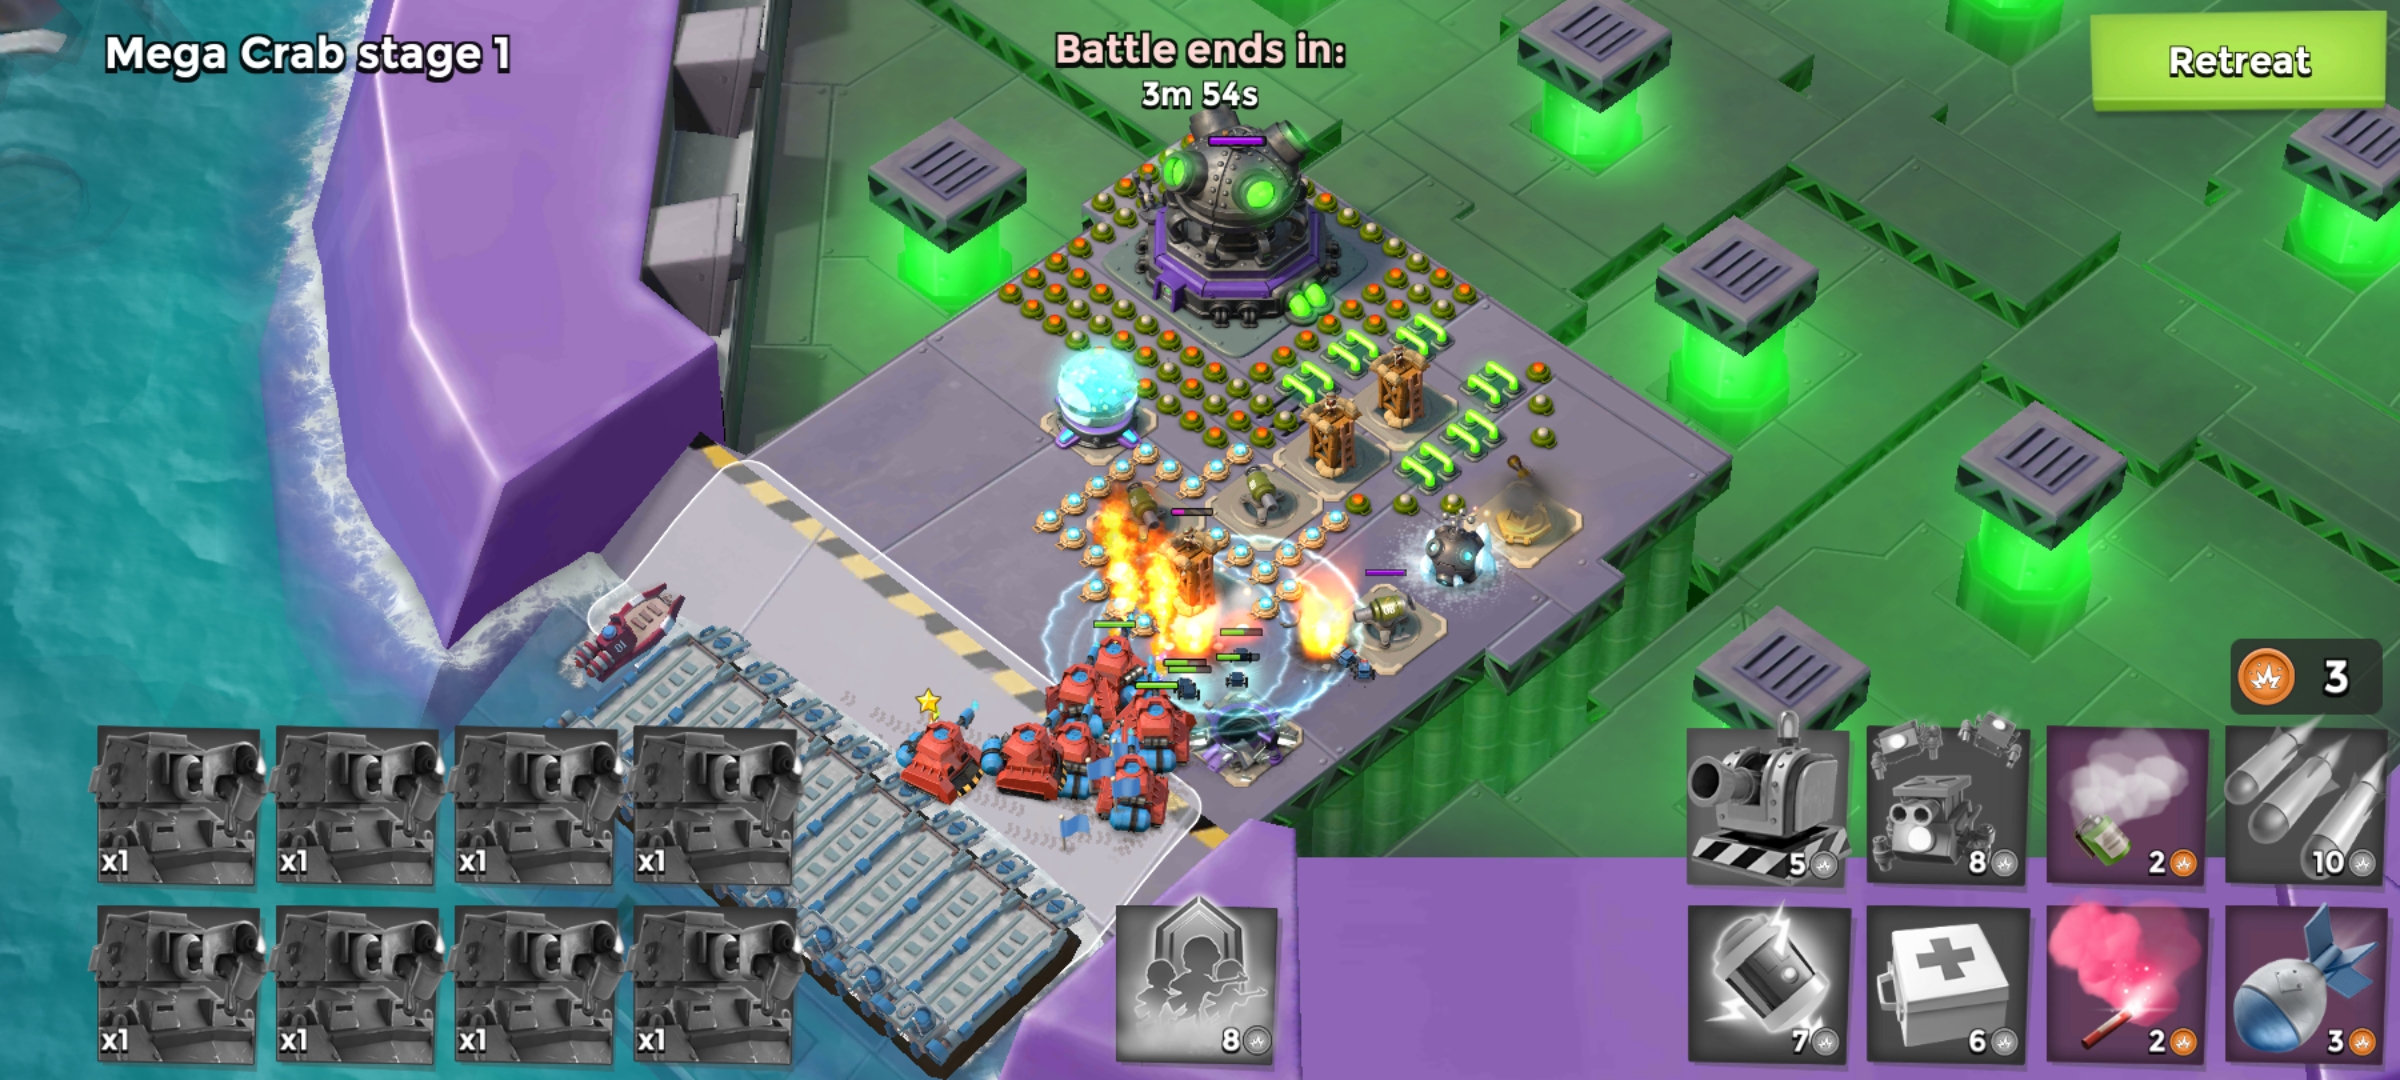 Mega Crab stage 1
Battle ends in:
3m 54s
Retreat
3
x1
x1
x1
x1
5
8
2
10
x1
x1
x1
x1
8
7
6
2
3